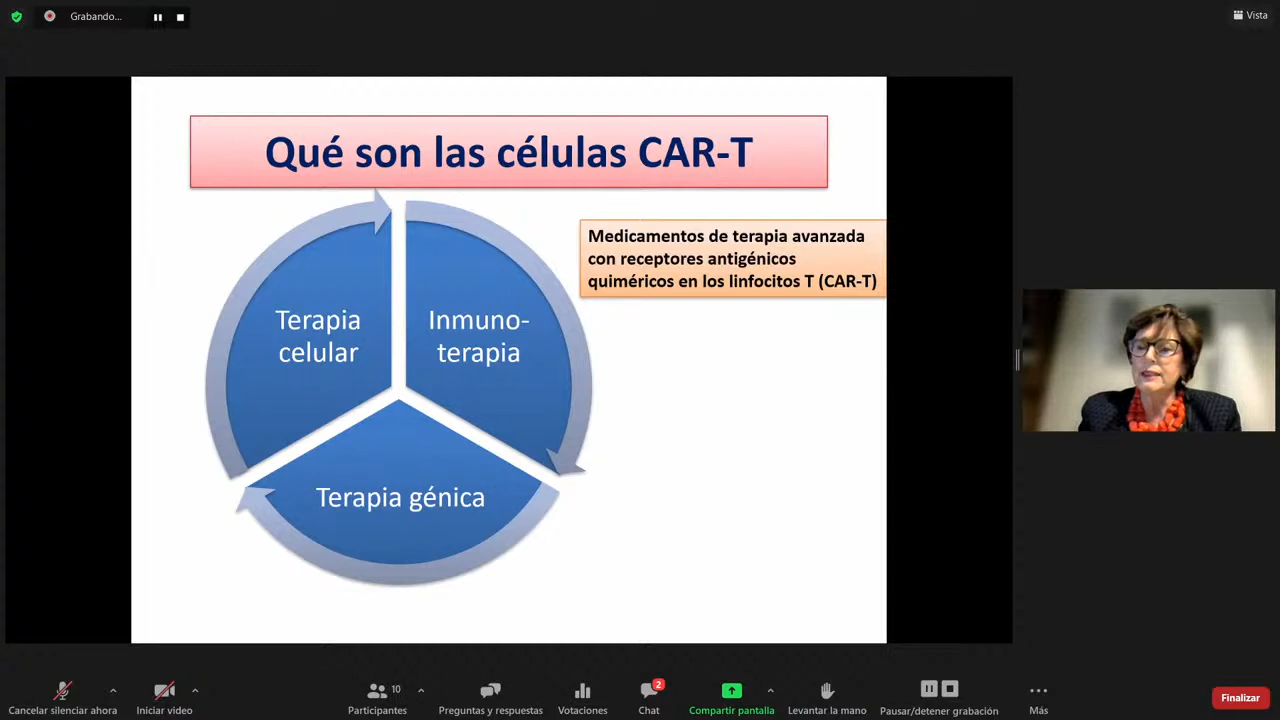 Grabando...
Vista
Qué son las células CAR-T
Medicamentos de terapia avanzada
con receptores antigénicos
quiméricos en los linfocitos T (CAR-T)
Terapia
celular
Inmuno-
terapia
Terapia génica
Cancelar silenciar ahora
Iniciar video
10
Participantes
Preguntas y respuestas
Votaciones
2
Chat
Compartir pantalla
Levantar la mano
Pausar/detener grabación
Más
Finalizar